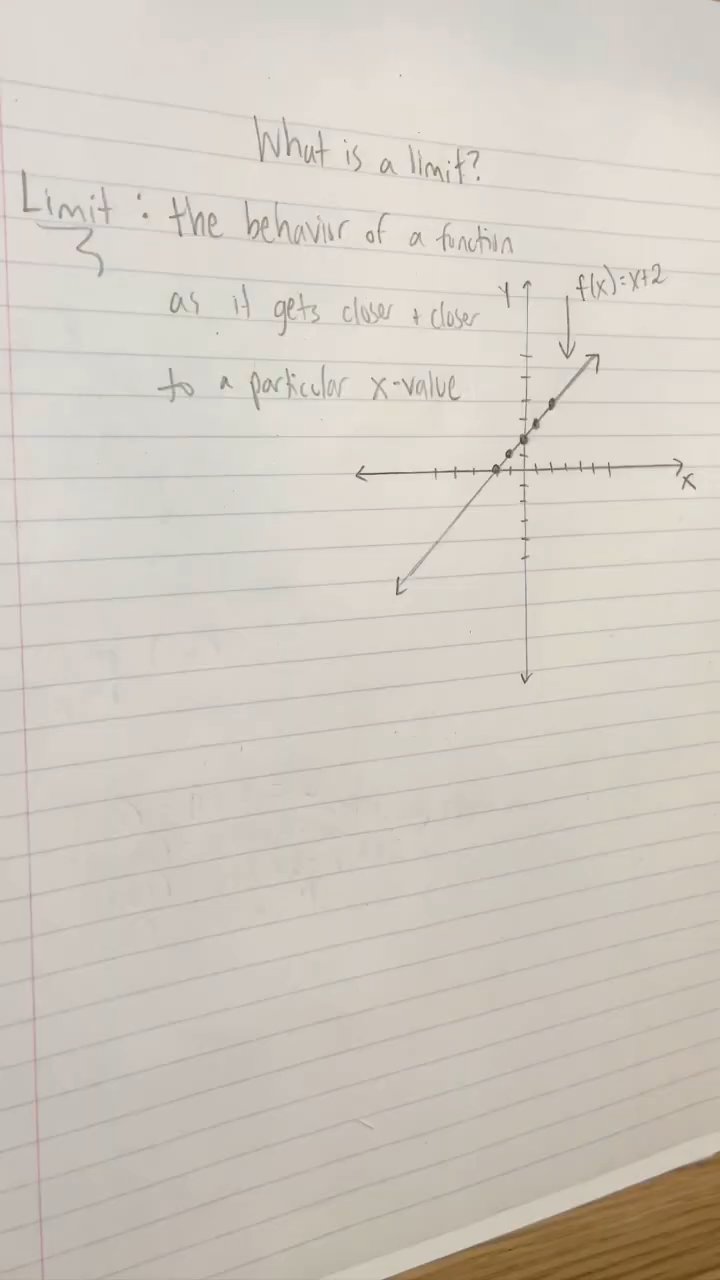 What is a limit?
Limit: the behavior of a function
as it gets closer + closer
to a particular x-value
f(x)=x+2
Y
X